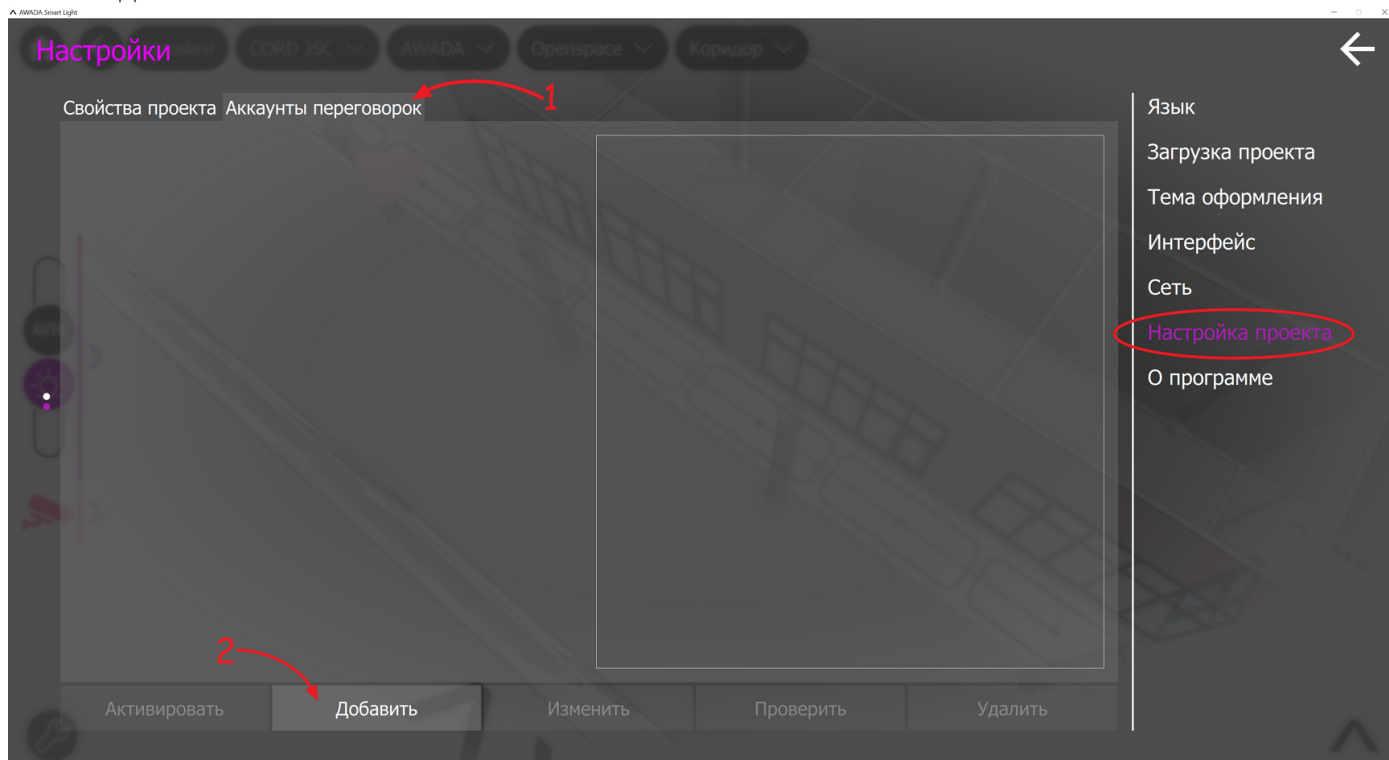 AWADA Smart Light
Настройки
CORD JSC
AWADA
Openspace
Коридор
1
Свойства проекта Аккаунты переговорок
Язык
Загрузка проекта
Тема оформления
Интерфейс
Сеть
AUTO
Настройка проекта
О программе
2
Активировать Добавить Изменить Проверить Удалить